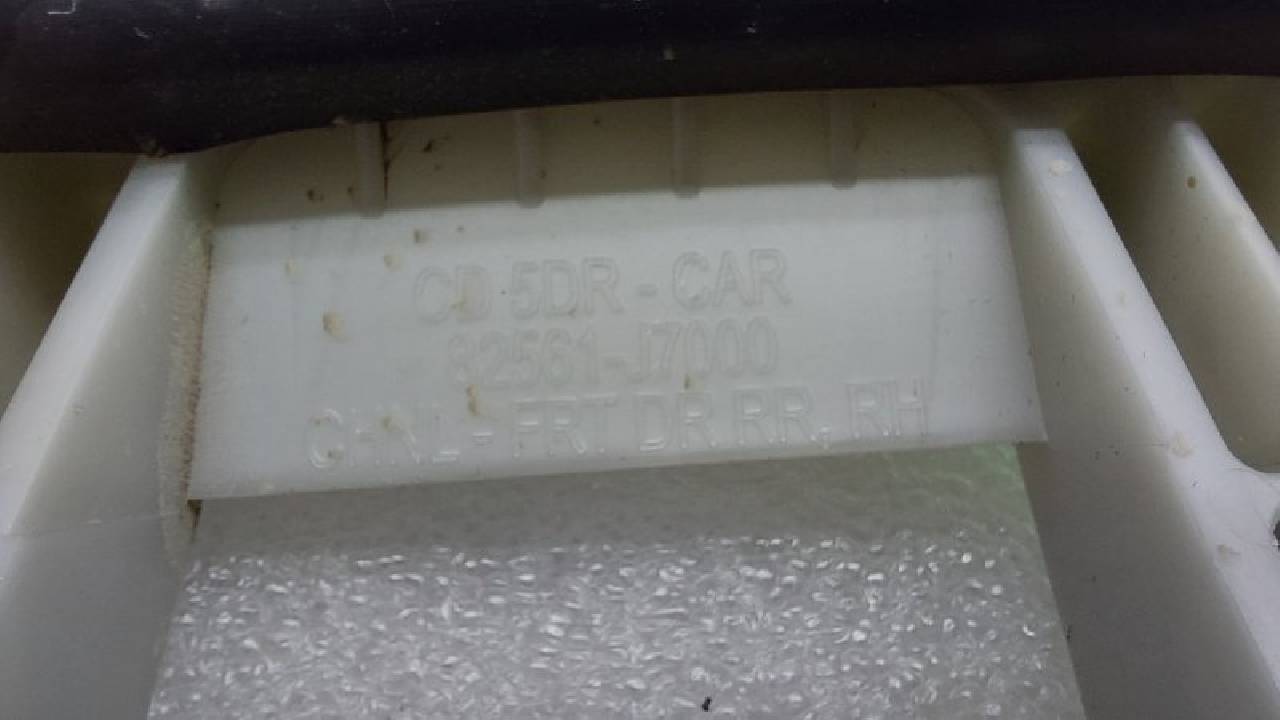 CD 5DR - CAR
82561-J7000
CHNL - FRT DR RR, RH